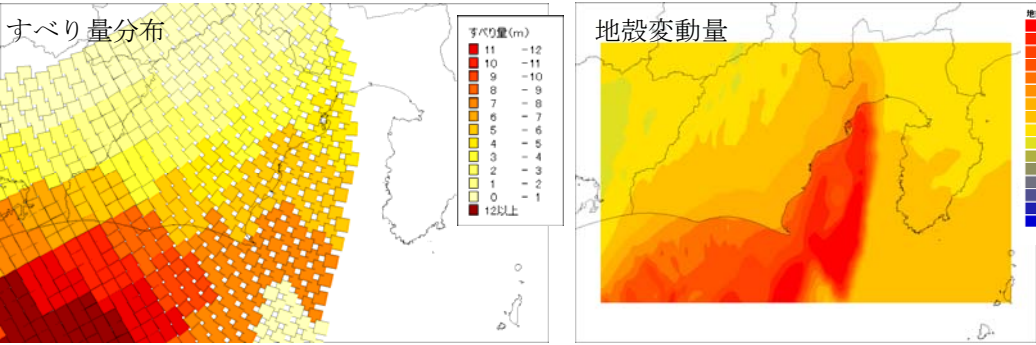 すべり量分布
すべり量(m)
11 - 12
10 - 11
9 - 10
8 - 9
7 - 8
6 - 7
5 - 6
4 - 5
3 - 4
2 - 3
1 - 2
0 - 1
12以上
地殻変動量
地